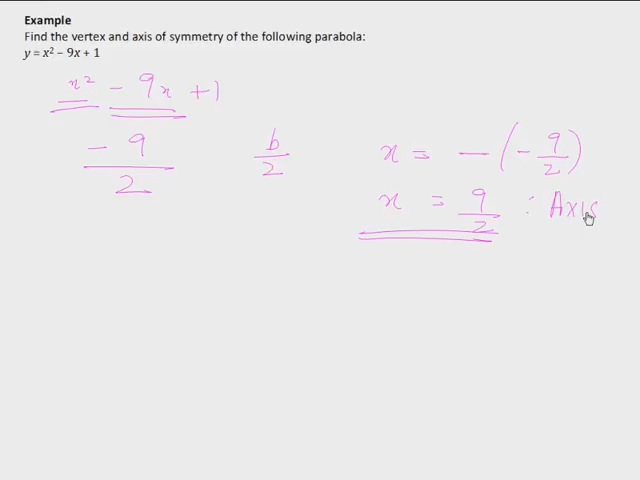 Example
Find the vertex and axis of symmetry of the following parabola:
y = x² − 9x + 1
x² - 9x + 1
-9/2 b/2 x = -(-9/2)
x = 9/2 : Axis